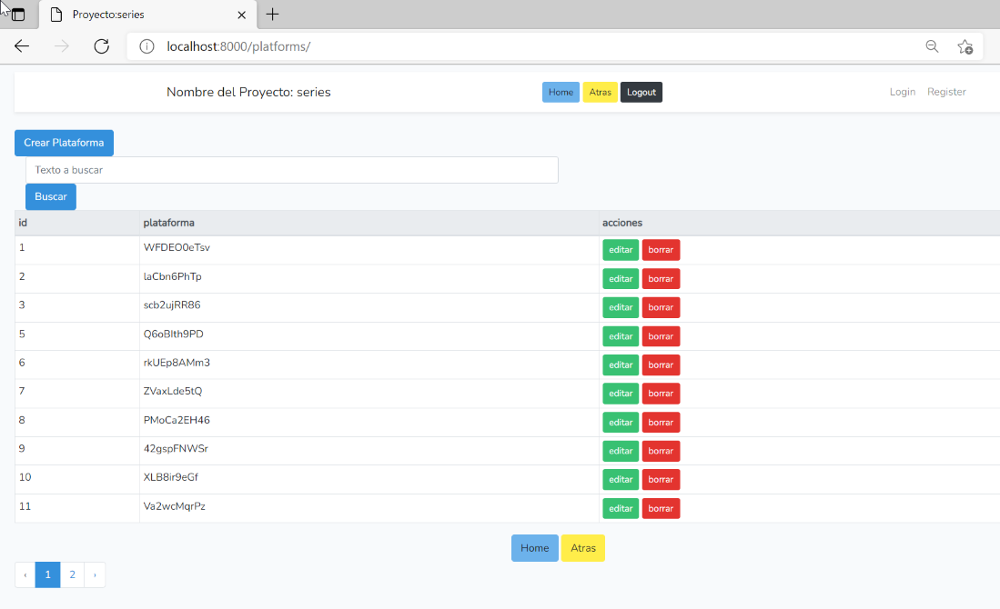 Proyecto:series
localhost:8000/platforms/
Nombre del Proyecto: series Home Atras Logout Login Register
Crear Plataforma
Texto a buscar
Buscar
id plataforma acciones
1 WFDEO0eTsv editar borrar
2 laCbn6PhTp editar borrar
3 scb2ujRR86 editar borrar
5 Q6oBIth9PD editar borrar
6 rkUEp8AMm3 editar borrar
7 ZVaxLde5tQ editar borrar
8 PMoCa2EH46 editar borrar
9 42gspFNWSr editar borrar
10 XLB8ir9eGf editar borrar
11 Va2wcMqrPz editar borrar
Home Atras
‹ 1 2 ›